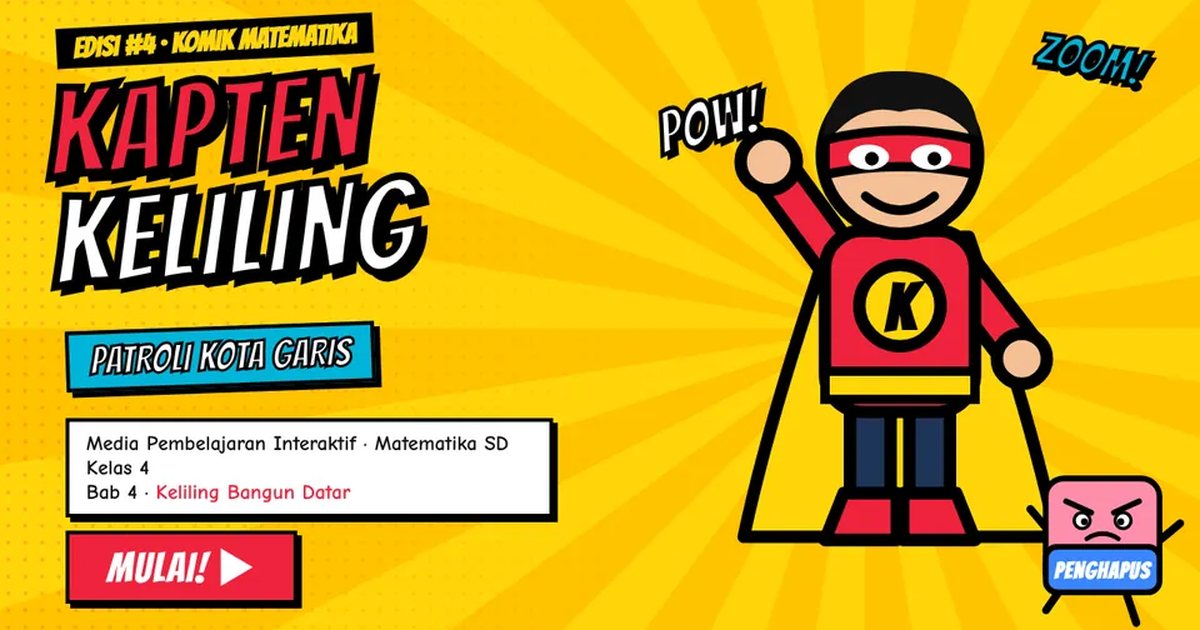 EDISI #4 · KOMIK MATEMATIKA
KAPTEN
KELILING
PATROLI KOTA GARIS
Media Pembelajaran Interaktif · Matematika SD
Kelas 4
Bab 4 · Keliling Bangun Datar
MULAI!
POW!
ZOOM!
K
PENGHAPUS